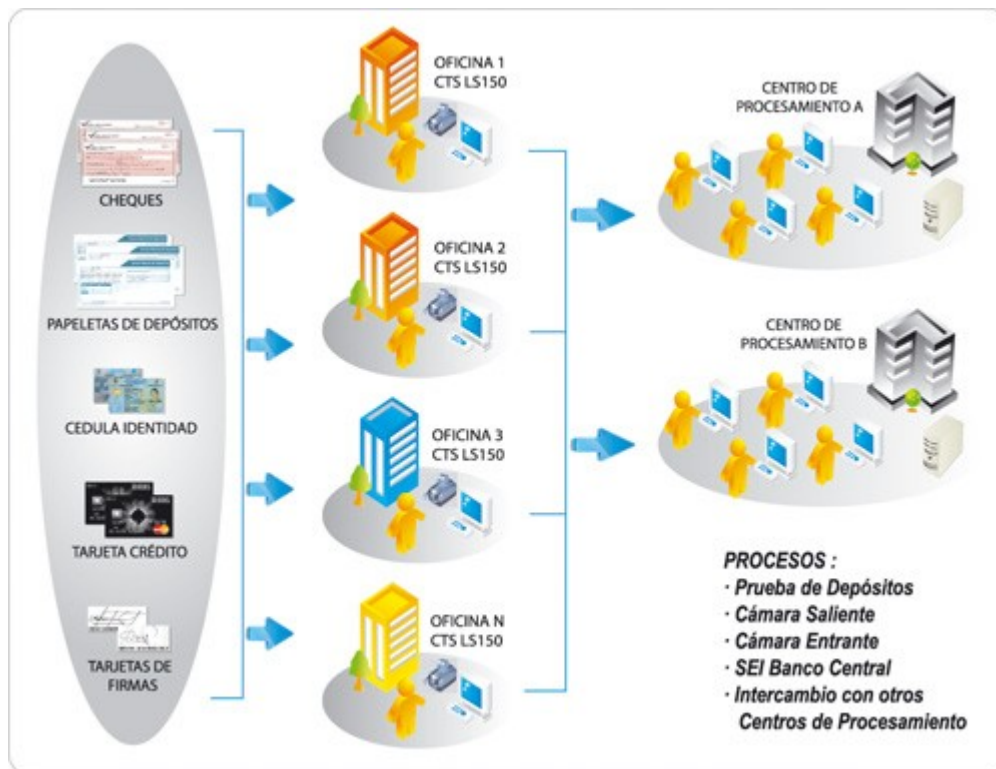 CHEQUES
PAPELETAS DE DEPÓSITOS
CEDULA IDENTIDAD
TARJETA CRÉDITO
TARJETAS DE
FIRMAS
OFICINA 1
CTS LS150
OFICINA 2
CTS LS150
OFICINA 3
CTS LS150
OFICINA N
CTS LS150
CENTRO DE
PROCESAMIENTO A
CENTRO DE
PROCESAMIENTO B
PROCESOS :
· Prueba de Depósitos
· Cámara Saliente
· Cámara Entrante
· SEI Banco Central
· Intercambio con otros
Centros de Procesamiento